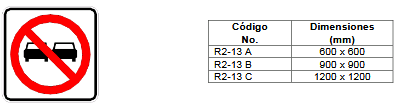 Código No. Dimensiones (mm)
R2-13 A 600 x 600
R2-13 B 900 x 900
R2-13 C 1200 x 1200